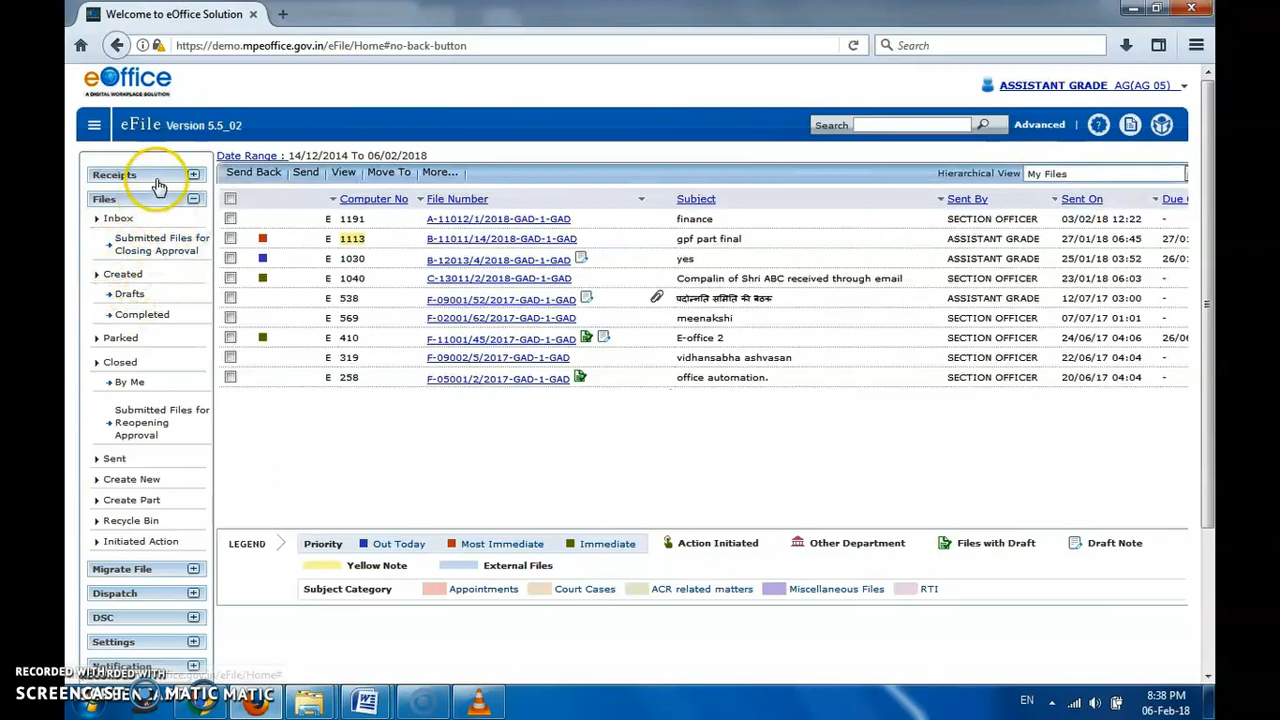 Welcome to eOffice Solution
https://demo.mpeoffice.gov.in/eFile/Home#no-back-button
Search
eOffice
A DIGITAL WORKPLACE SOLUTION
ASSISTANT GRADE AG(AG 05)
eFile Version 5.5_02
Search
Advanced
Date Range : 14/12/2014 To 06/02/2018
Receipts
Send Back Send View Move To More...
Hierarchical View My Files
Files
Computer No File Number Subject Sent By Sent On Due
Inbox
E 1191 A-11012/1/2018-GAD-1-GAD finance SECTION OFFICER 03/02/18 12:22 -
Submitted Files for
Closing Approval
E 1113 B-11011/14/2018-GAD-1-GAD gpf part final ASSISTANT GRADE 27/01/18 06:45 27/01
E 1030 B-12013/4/2018-GAD-1-GAD yes ASSISTANT GRADE 25/01/18 03:52 26/01
Created
E 1040 C-13011/2/2018-GAD-1-GAD Compalin of Shri ABC received through email SECTION OFFICER 23/01/18 06:03 -
Drafts
E 538 F-09001/52/2017-GAD-1-GAD पदोन्नति समिति की बैठक ASSISTANT GRADE 12/07/17 03:00 -
Completed
E 569 F-02001/62/2017-GAD-1-GAD meenakshi SECTION OFFICER 07/07/17 01:01 -
Parked
E 410 F-11001/45/2017-GAD-1-GAD E-office 2 SECTION OFFICER 24/06/17 04:06 26/06
Closed
E 319 F-09002/5/2017-GAD-1-GAD vidhansabha ashvasan SECTION OFFICER 22/06/17 04:06 -
By Me
E 258 F-05001/2/2017-GAD-1-GAD office automation. SECTION OFFICER 20/06/17 04:04 -
Submitted Files for
Reopening
Approval
Sent
Create New
Create Part
Recycle Bin
Initiated Action
LEGEND Priority Out Today Most Immediate Immediate Action Initiated Other Department Files with Draft Draft Note
Yellow Note External Files
Migrate File
Subject Category Appointments Court Cases ACR related matters Miscellaneous Files RTI
Dispatch
DSC
Settings
Notification
RECORDED WITH
SCREENCAST MATIC
EN
8:38 PM
06-Feb-18